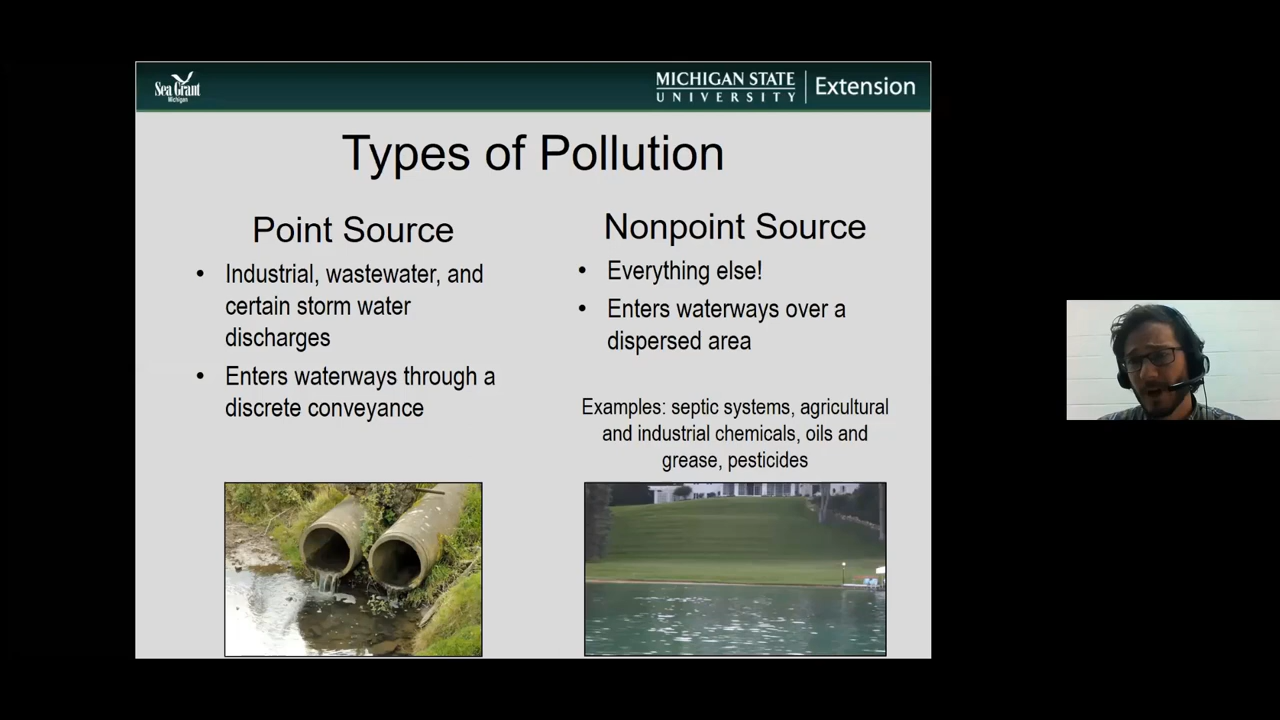 Sea Grant
Michigan
MICHIGAN STATE
UNIVERSITY
Extension
Types of Pollution
Point Source
• Industrial, wastewater, and
certain storm water
discharges
• Enters waterways through a
discrete conveyance
Nonpoint Source
• Everything else!
• Enters waterways over a
dispersed area
Examples: septic systems, agricultural
and industrial chemicals, oils and
grease, pesticides